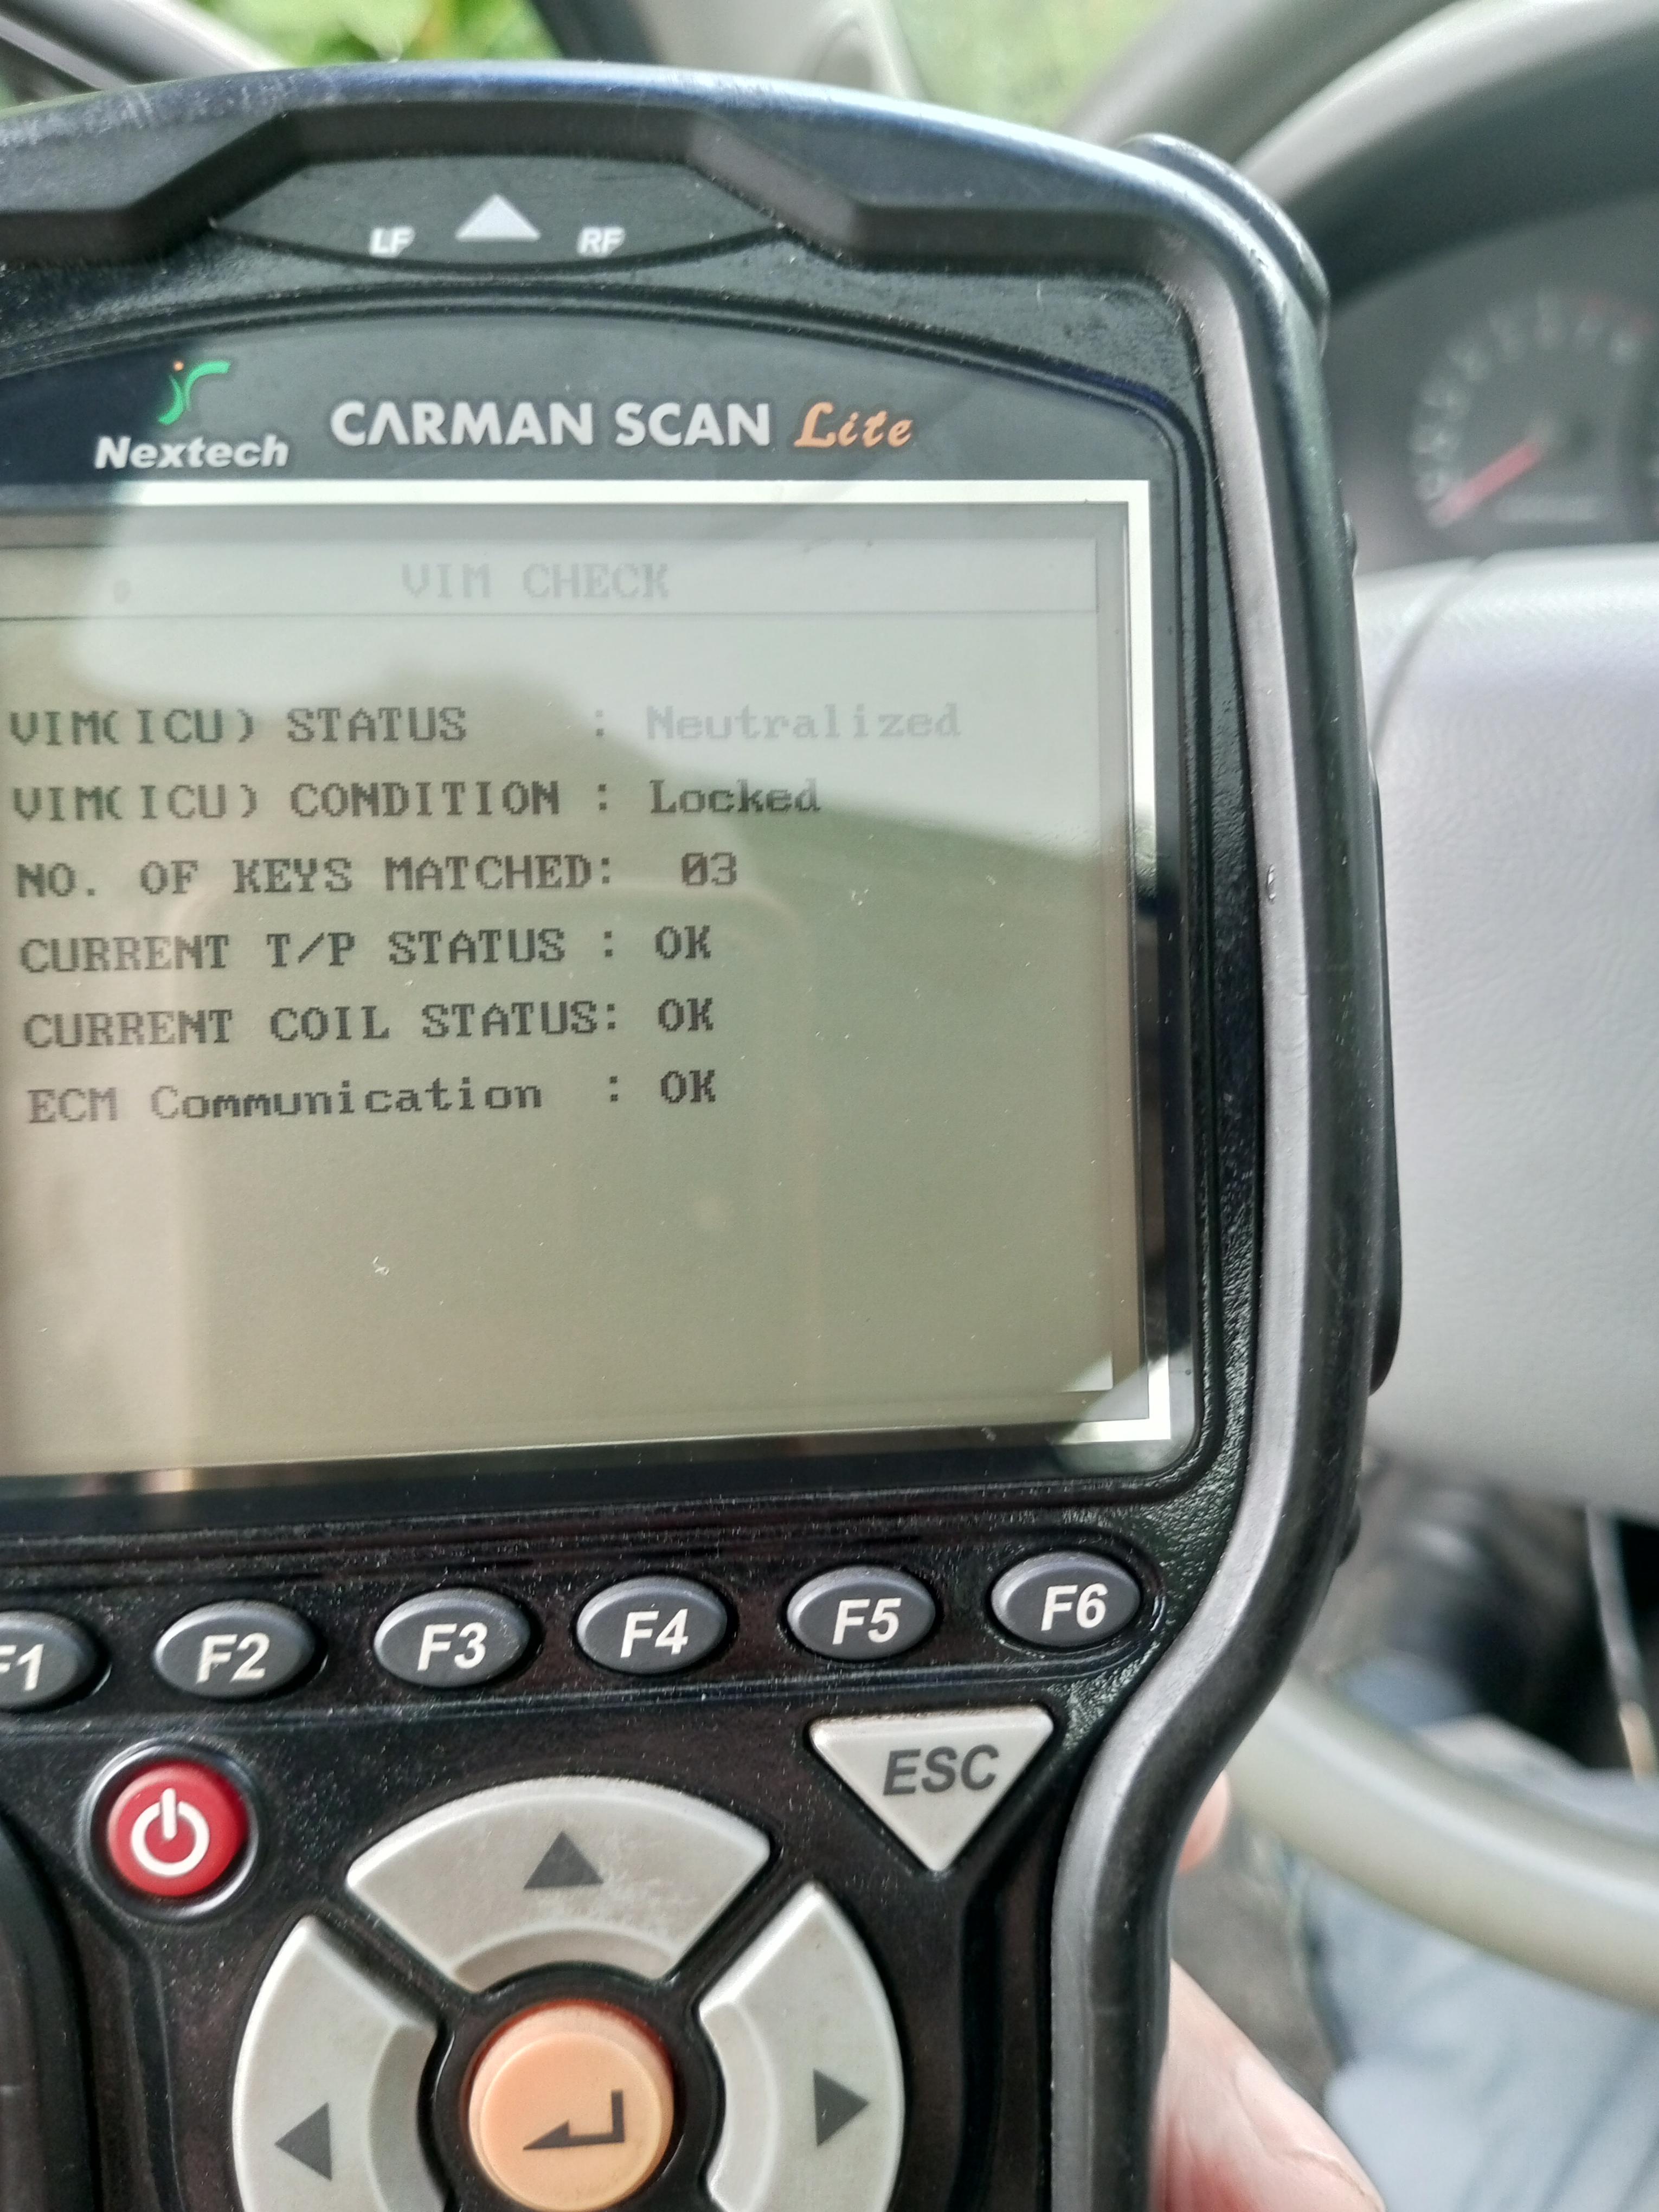 LF RF
Nextech CARMAN SCAN Lite
VIM CHECK
VIM(ICU) STATUS : Neutralized
VIM(ICU) CONDITION : Locked
NO. OF KEYS MATCHED: 03
CURRENT T/P STATUS : OK
CURRENT COIL STATUS: OK
ECM Communication : OK
F1 F2 F3 F4 F5 F6
ESC